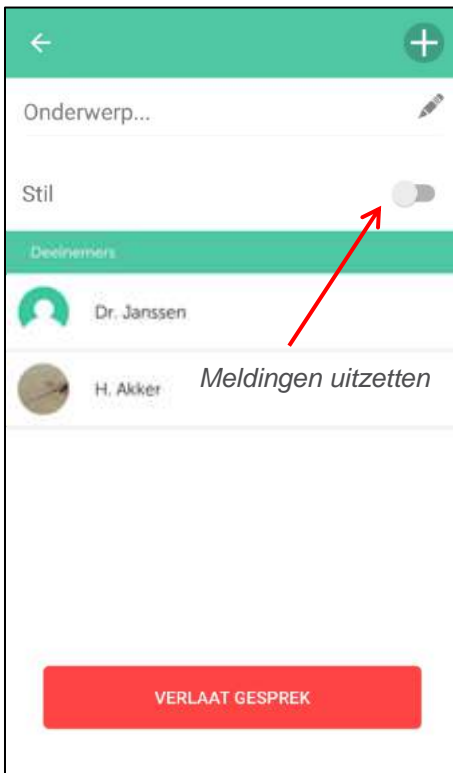 Onderwerp...
Stil
Deelnemers
Dr. Janssen
H. Akker
Meldingen uitzetten
VERLAAT GESPREK